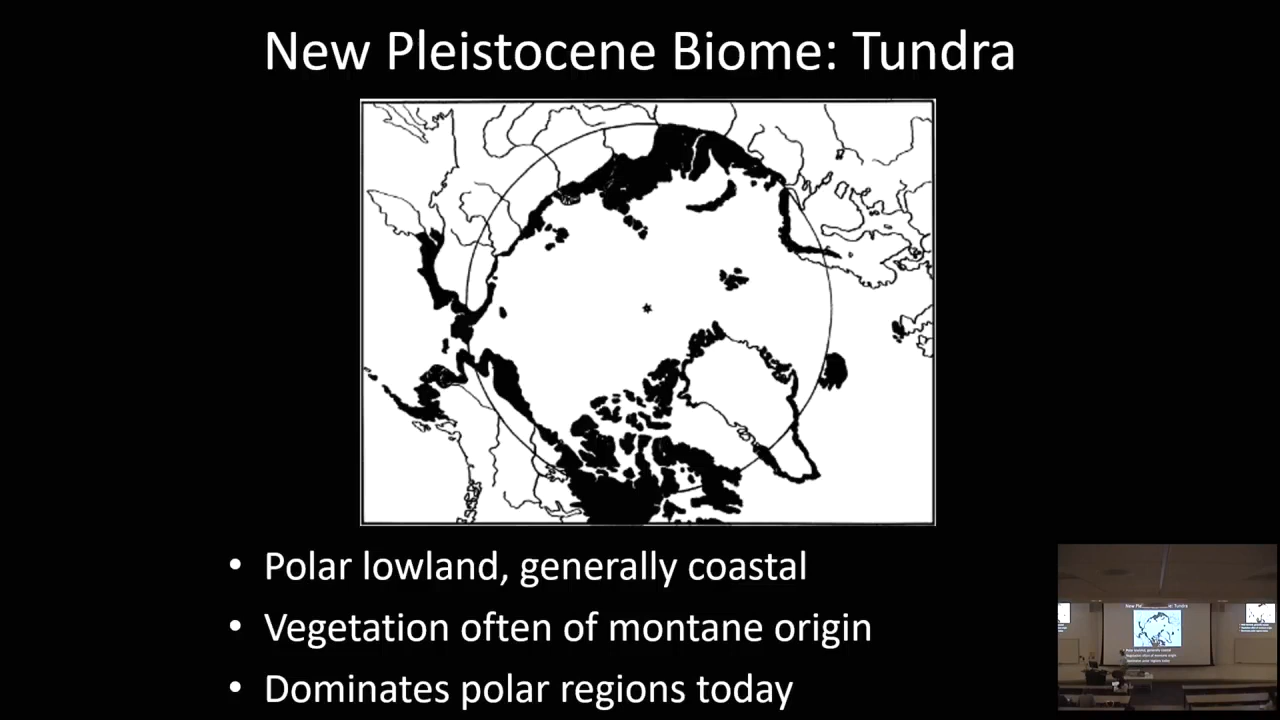 New Pleistocene Biome: Tundra
• Polar lowland, generally coastal
• Vegetation often of montane origin
• Dominates polar regions today